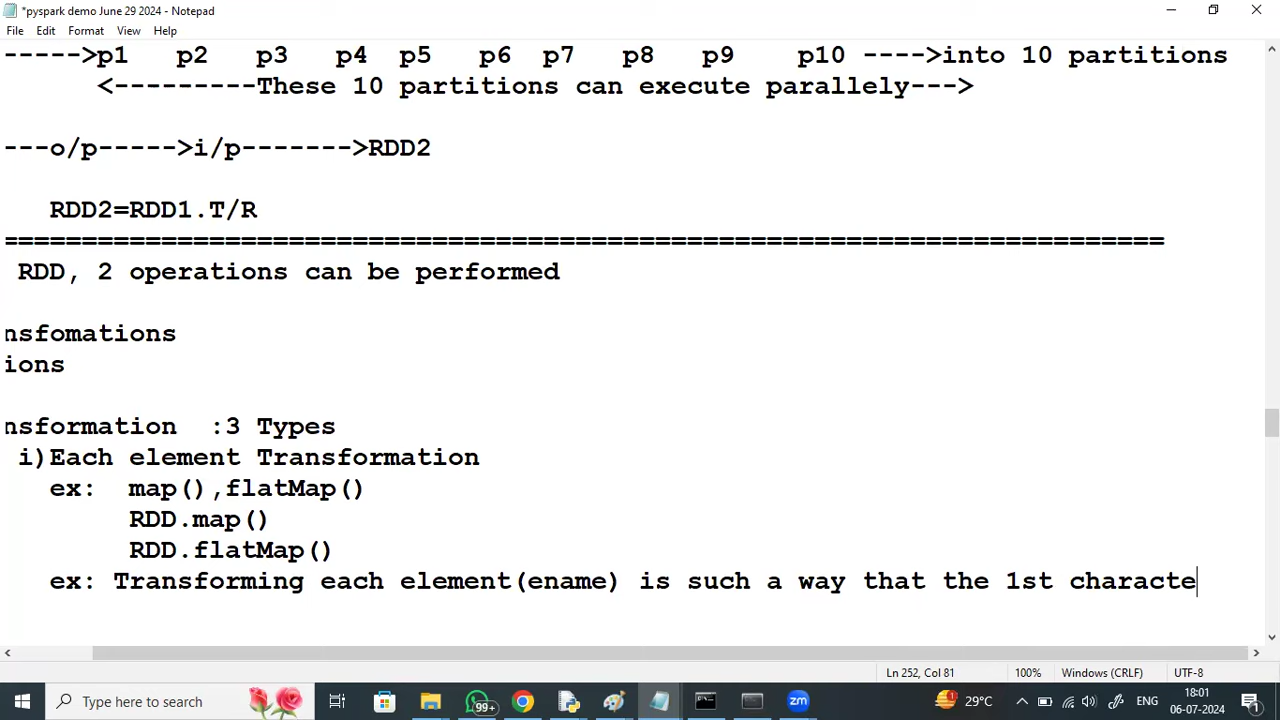 *pyspark demo June 29 2024 - Notepad
File Edit Format View Help
----->p1 p2 p3 p4 p5 p6 p7 p8 p9 p10 ---->into 10 partitions
<---------These 10 partitions can execute parallely--->
---o/p----->i/p------->RDD2
RDD2=RDD1.T/R
=========================================================================
RDD, 2 operations can be performed
nsfomations
ions
nsformation :3 Types
i)Each element Transformation
ex: map(),flatMap()
RDD.map()
RDD.flatMap()
ex: Transforming each element(ename) is such a way that the 1st characte
Ln 252, Col 81 100% Windows (CRLF) UTF-8
Type here to search 99+ zm 1 29°C ENG 18:01 06-07-2024 1